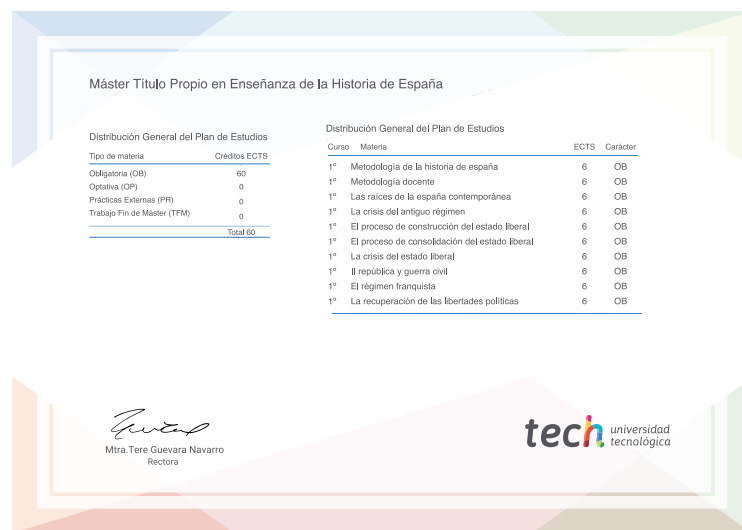 Máster Título Propio en Enseñanza de la Historia de España
Distribución General del Plan de Estudios
Tipo de materia Créditos ECTS
Obligatoria (OB) 60
Optativa (OP) 0
Prácticas Externas (PR) 0
Trabajo Fin de Máster (TFM) 0
Total 60
Distribución General del Plan de Estudios
Curso Materia ECTS Carácter
1º Metodología de la historia de españa 6 OB
1º Metodología docente 6 OB
1º Las raíces de la españa contemporánea 6 OB
1º La crisis del antiguo régimen 6 OB
1º El proceso de construcción del estado liberal 6 OB
1º El proceso de consolidación del estado liberal 6 OB
1º La crisis del estado liberal 6 OB
1º II república y guerra civil 6 OB
1º El régimen franquista 6 OB
1º La recuperación de las libertades políticas 6 OB
Mtra.Tere Guevara Navarro
Rectora
tech universidad
tecnológica